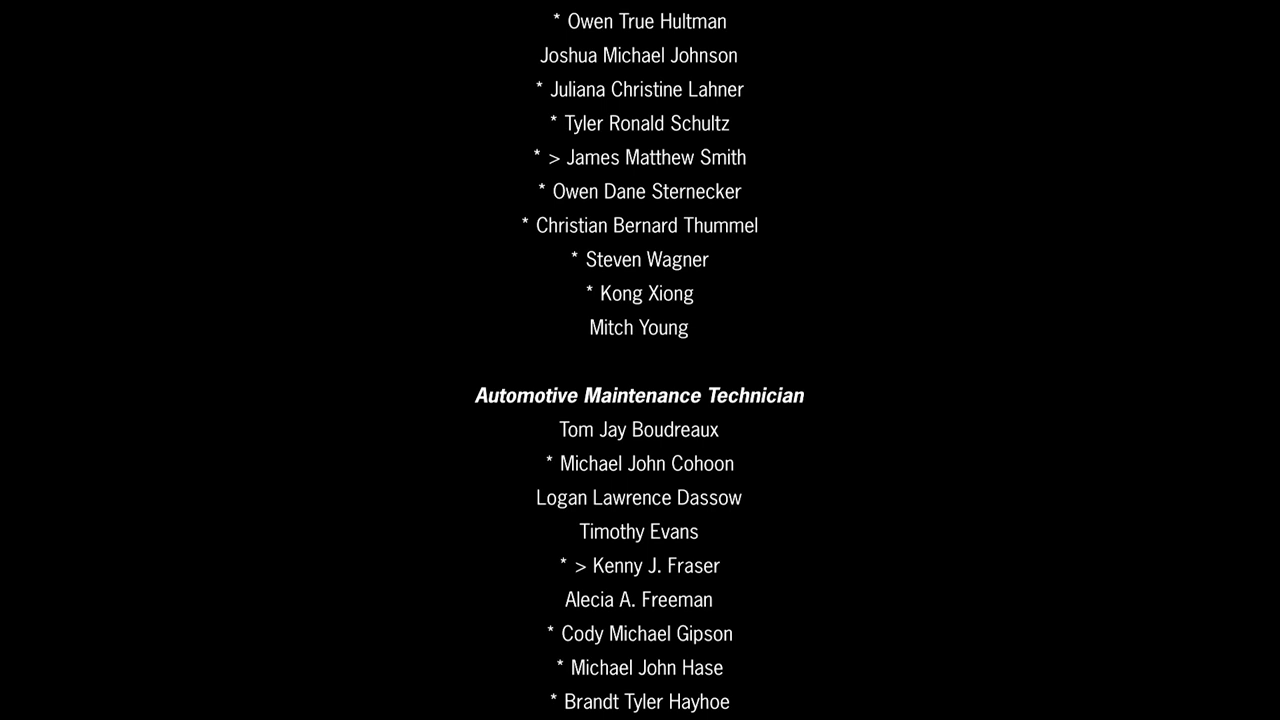 * Owen True Hultman
Joshua Michael Johnson
* Juliana Christine Lahner
* Tyler Ronald Schultz
* > James Matthew Smith
* Owen Dane Sternecker
* Christian Bernard Thummel
* Steven Wagner
* Kong Xiong
Mitch Young
Automotive Maintenance Technician
Tom Jay Boudreaux
* Michael John Cohoon
Logan Lawrence Dassow
Timothy Evans
* > Kenny J. Fraser
Alecia A. Freeman
* Cody Michael Gipson
* Michael John Hase
* Brandt Tyler Hayhoe